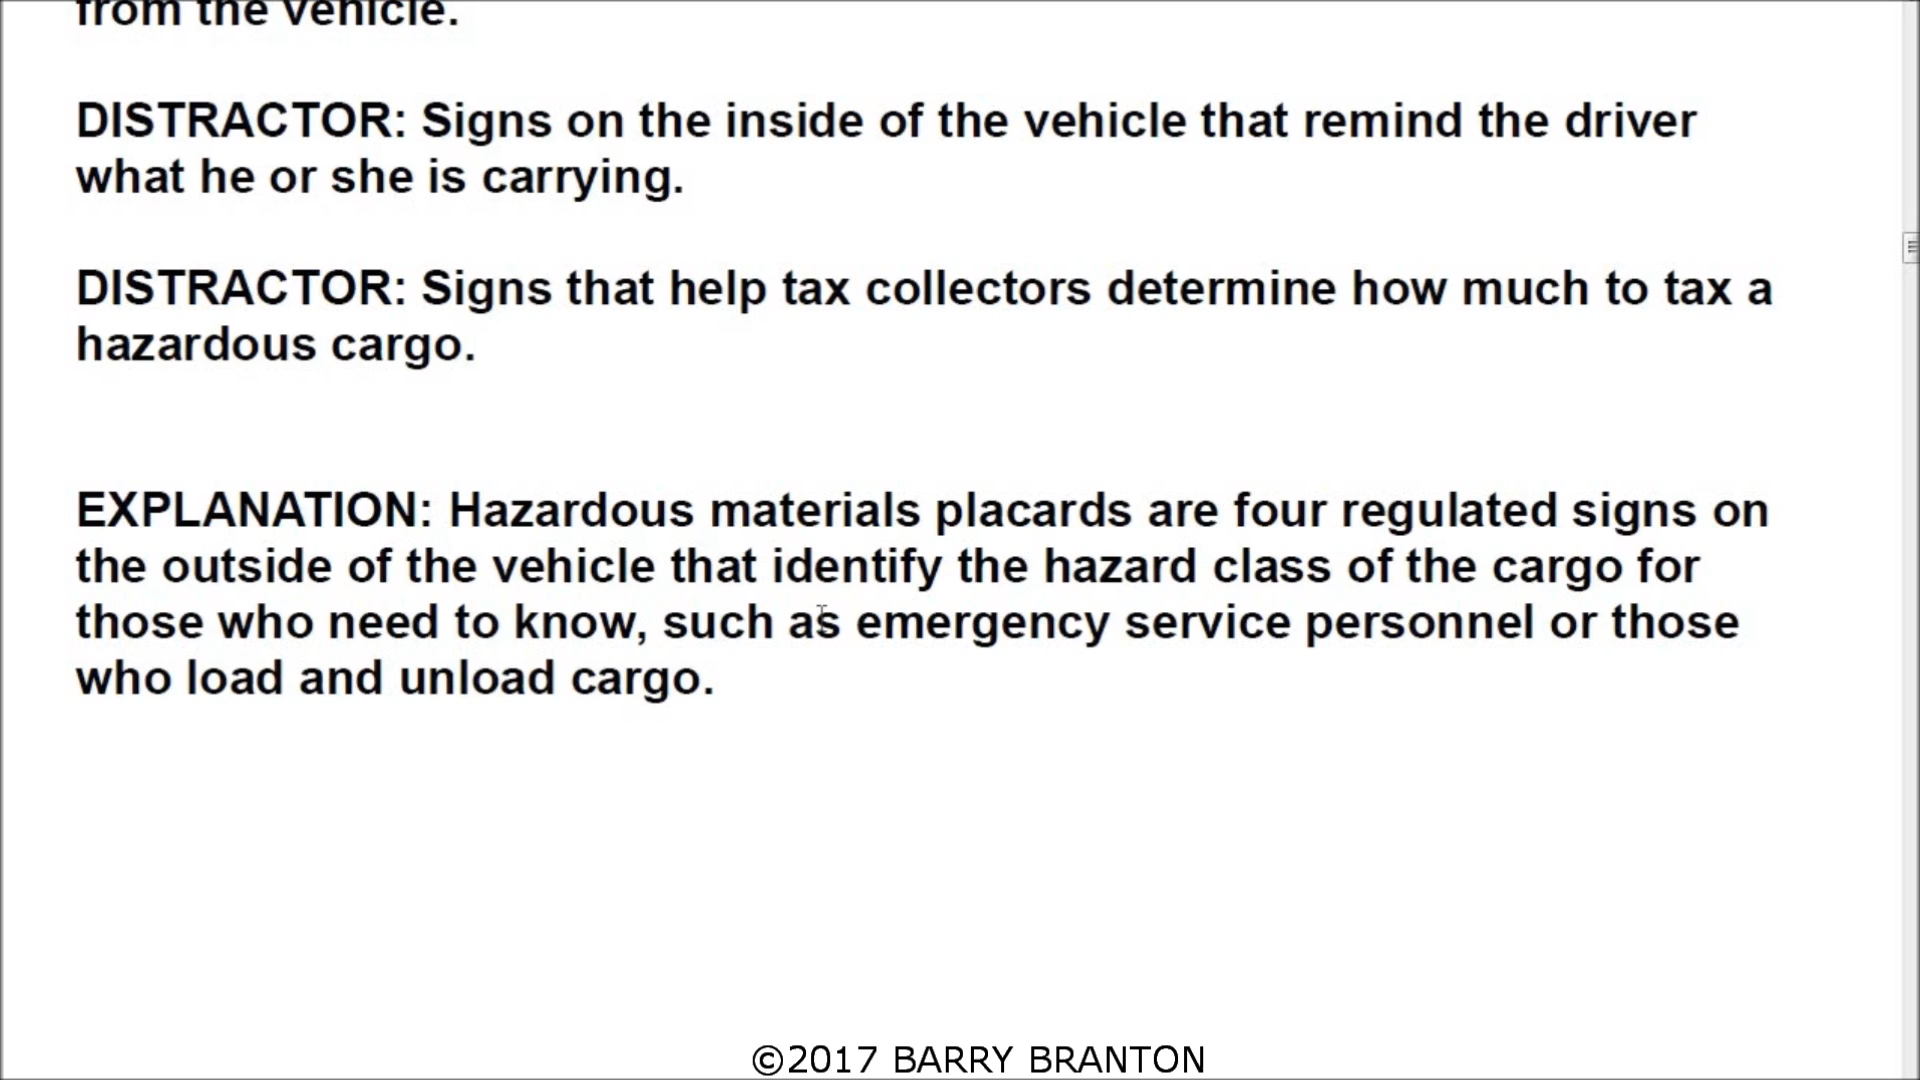 from the vehicle.
DISTRACTOR: Signs on the inside of the vehicle that remind the driver
what he or she is carrying.
DISTRACTOR: Signs that help tax collectors determine how much to tax a
hazardous cargo.
EXPLANATION: Hazardous materials placards are four regulated signs on
the outside of the vehicle that identify the hazard class of the cargo for
those who need to know, such as emergency service personnel or those
who load and unload cargo.
©2017 BARRY BRANTON